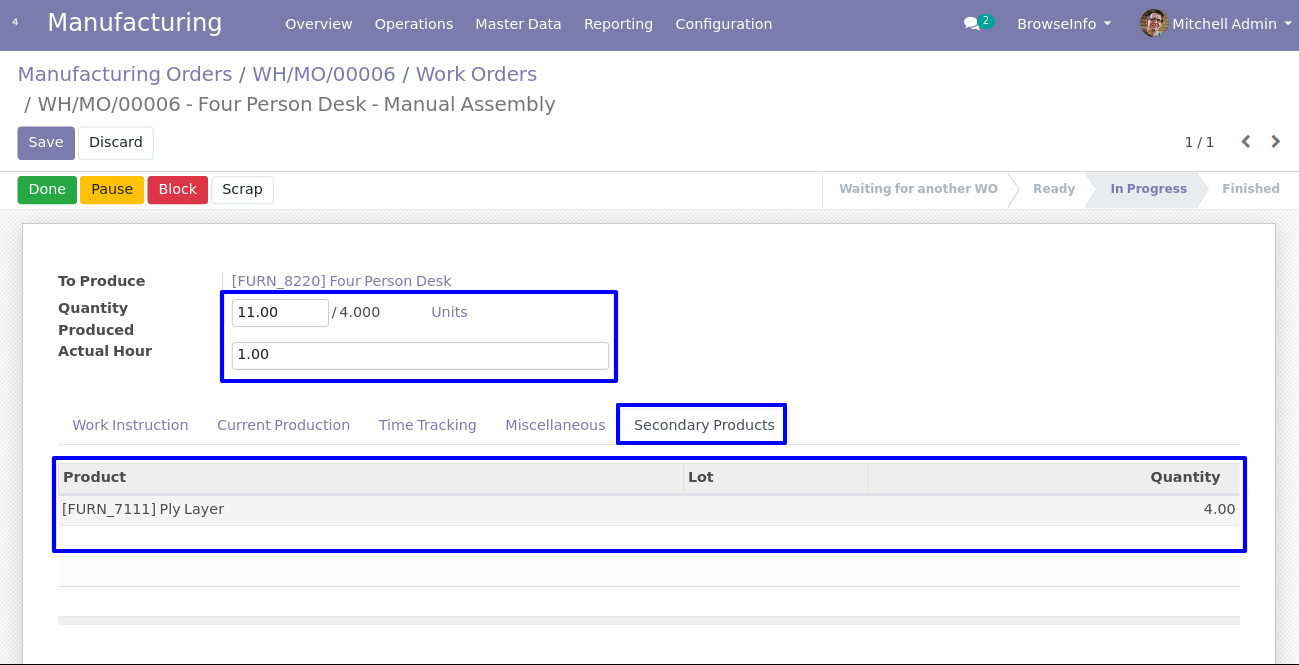 4 Manufacturing Overview Operations Master Data Reporting Configuration 2 BrowseInfo Mitchell Admin
Manufacturing Orders / WH/MO/00006 / Work Orders
/ WH/MO/00006 - Four Person Desk - Manual Assembly
Save Discard 1 / 1
Done Pause Block Scrap Waiting for another WO Ready In Progress Finished
To Produce [FURN_8220] Four Person Desk
Quantity 11.00 / 4.000 Units
Produced
Actual Hour 1.00
Work Instruction Current Production Time Tracking Miscellaneous Secondary Products
Product Lot Quantity
[FURN_7111] Ply Layer 4.00